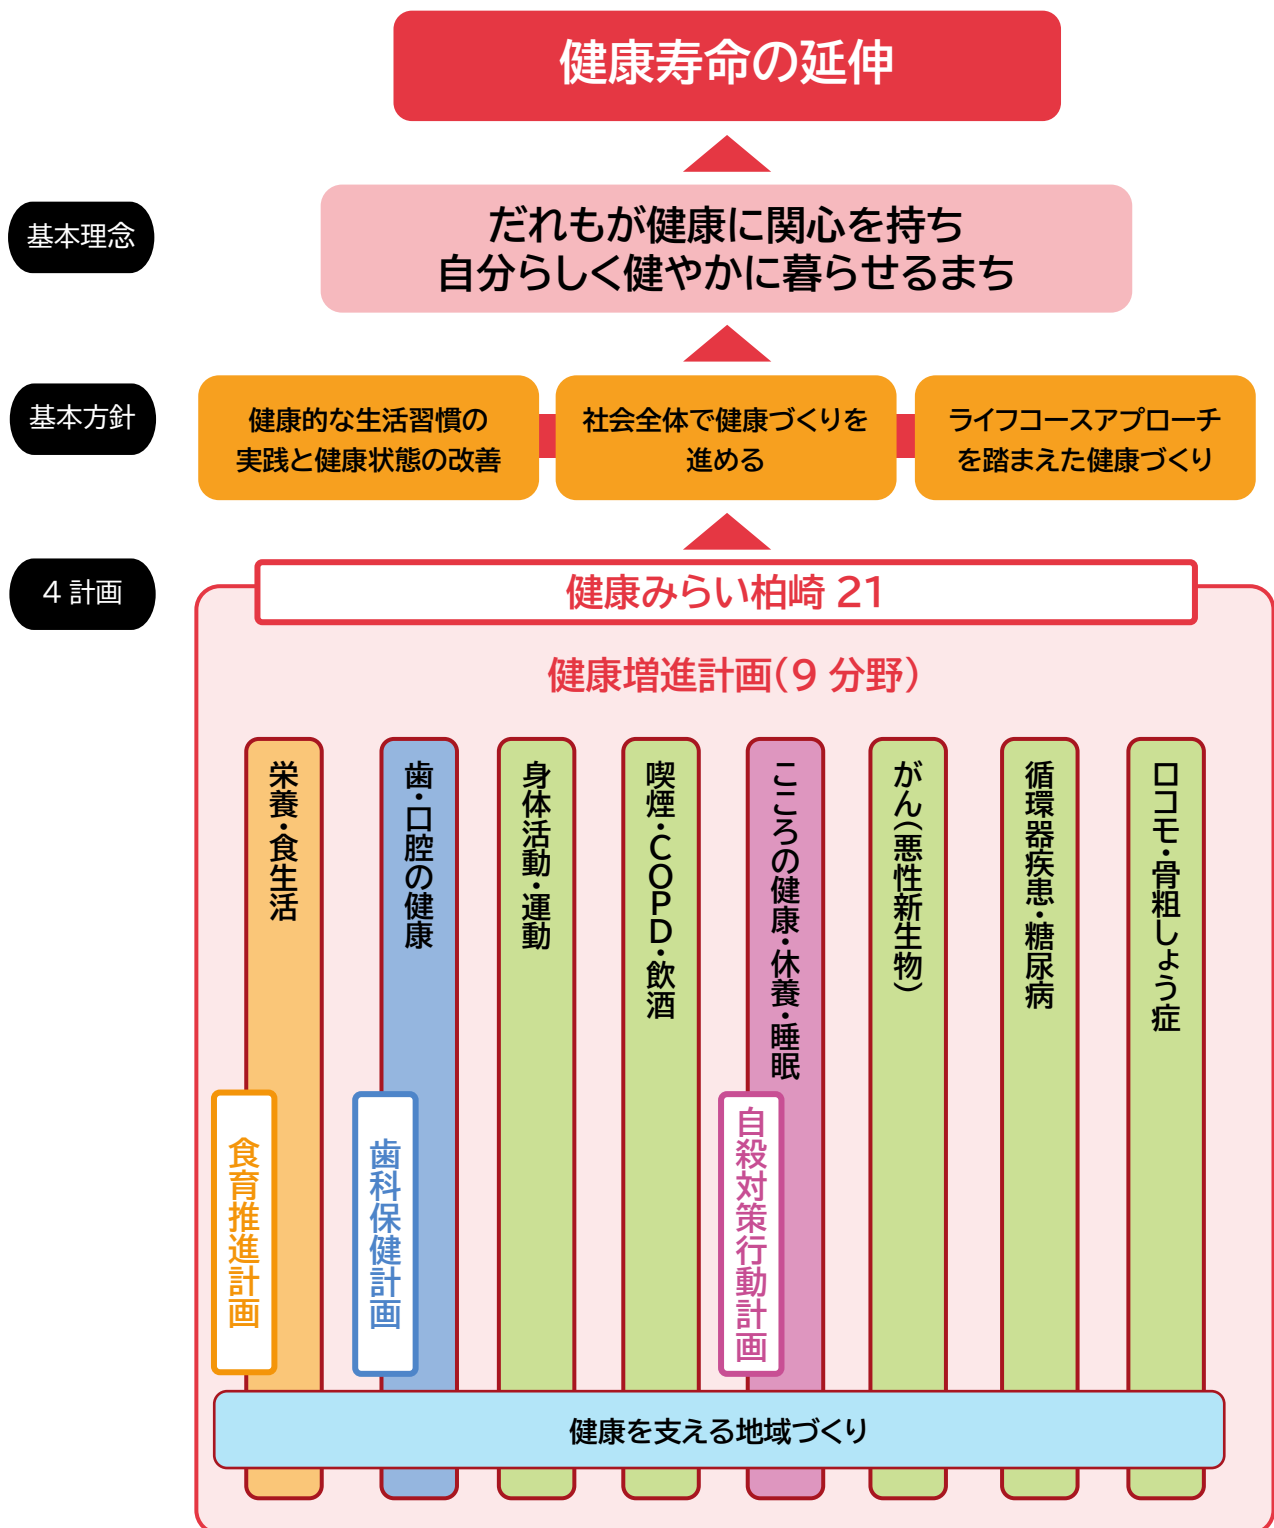 健康寿命の延伸
基本理念
だれもが健康に関心を持ち
自分らしく健やかに暮らせるまち
基本方針
健康的な生活習慣の
実践と健康状態の改善
社会全体で健康づくりを
進める
ライフコースアプローチ
を踏まえた健康づくり
4 計画
健康みらい柏崎 21
健康増進計画(9 分野)
栄養・食生活
歯・口腔の健康
身体活動・運動
喫煙・COPD・飲酒
こころの健康・休養・睡眠
がん(悪性新生物)
循環器疾患・糖尿病
ロコモ・骨粗しょう症
食育推進計画
歯科保健計画
自殺対策行動計画
健康を支える地域づくり